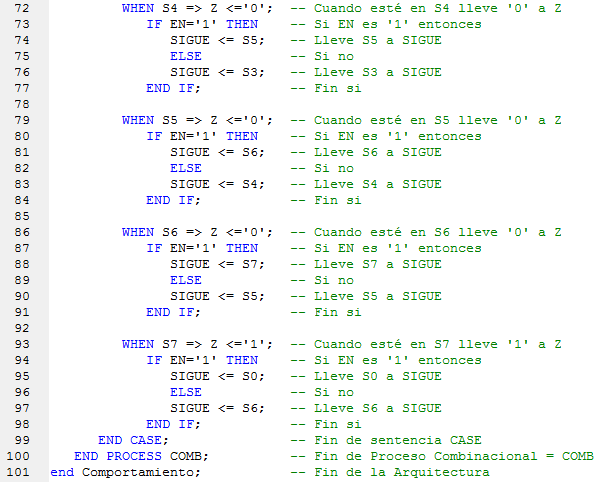 72 WHEN S4 => Z <='0'; -- Cuando esté en S4 lleve '0' a Z
73 IF EN='1' THEN -- Si EN es '1' entonces
74 SIGUE <= S5; -- Lleve S5 a SIGUE
75 ELSE -- Si no
76 SIGUE <= S3; -- Lleve S3 a SIGUE
77 END IF; -- Fin si
78
79 WHEN S5 => Z <='0'; -- Cuando esté en S5 lleve '0' a Z
80 IF EN='1' THEN -- Si EN es '1' entonces
81 SIGUE <= S6; -- Lleve S6 a SIGUE
82 ELSE -- Si no
83 SIGUE <= S4; -- Lleve S4 a SIGUE
84 END IF; -- Fin si
85
86 WHEN S6 => Z <='0'; -- Cuando esté en S6 lleve '0' a Z
87 IF EN='1' THEN -- Si EN es '1' entonces
88 SIGUE <= S7; -- Lleve S7 a SIGUE
89 ELSE -- Si no
90 SIGUE <= S5; -- Lleve S5 a SIGUE
91 END IF; -- Fin si
92
93 WHEN S7 => Z <='1'; -- Cuando esté en S7 lleve '1' a Z
94 IF EN='1' THEN -- Si EN es '1' entonces
95 SIGUE <= S0; -- Lleve S0 a SIGUE
96 ELSE -- Si no
97 SIGUE <= S6; -- Lleve S6 a SIGUE
98 END IF; -- Fin si
99 END CASE; -- Fin de sentencia CASE
100 END PROCESS COMB; -- Fin de Proceso Combinacional = COMB
101 end Comportamiento; -- Fin de la Arquitectura